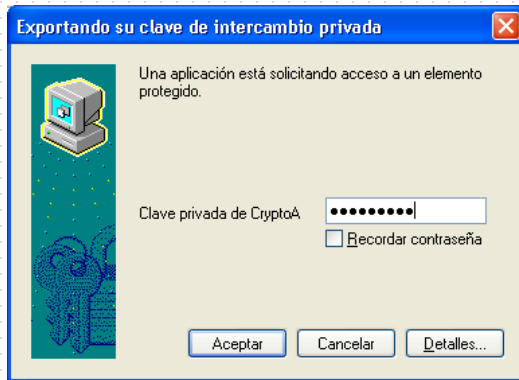 Exportando su clave de intercambio privada
Una aplicación está solicitando acceso a un elemento
protegido.
Clave privada de CryptoA
●●●●●●●●●
Recordar contraseña
Aceptar
Cancelar
Detalles...